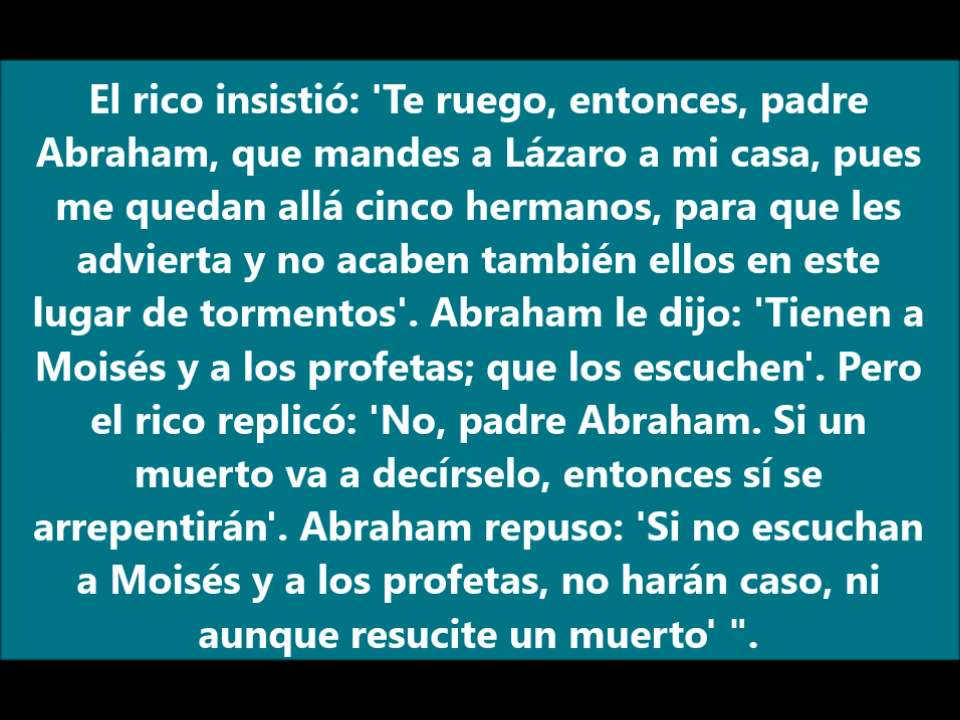 El rico insistió: 'Te ruego, entonces, padre
Abraham, que mandes a Lázaro a mi casa, pues
me quedan allá cinco hermanos, para que les
advierta y no acaben también ellos en este
lugar de tormentos'. Abraham le dijo: 'Tienen a
Moisés y a los profetas; que los escuchen'. Pero
el rico replicó: 'No, padre Abraham. Si un
muerto va a decírselo, entonces sí se
arrepentirán'. Abraham repuso: 'Si no escuchan
a Moisés y a los profetas, no harán caso, ni
aunque resucite un muerto' ".